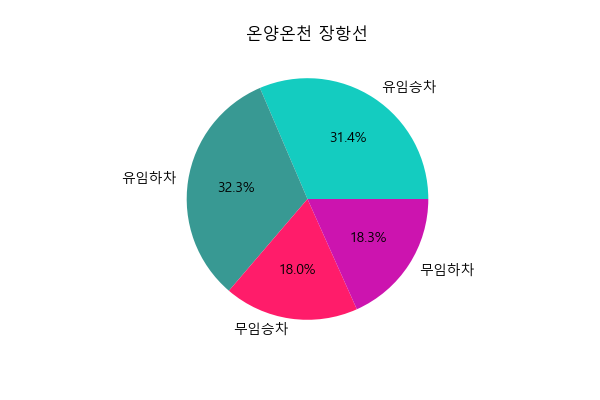 온양온천 장항선
유임승차
31.4%
유임하차
32.3%
18.3%
18.0%
무임하차
무임승차